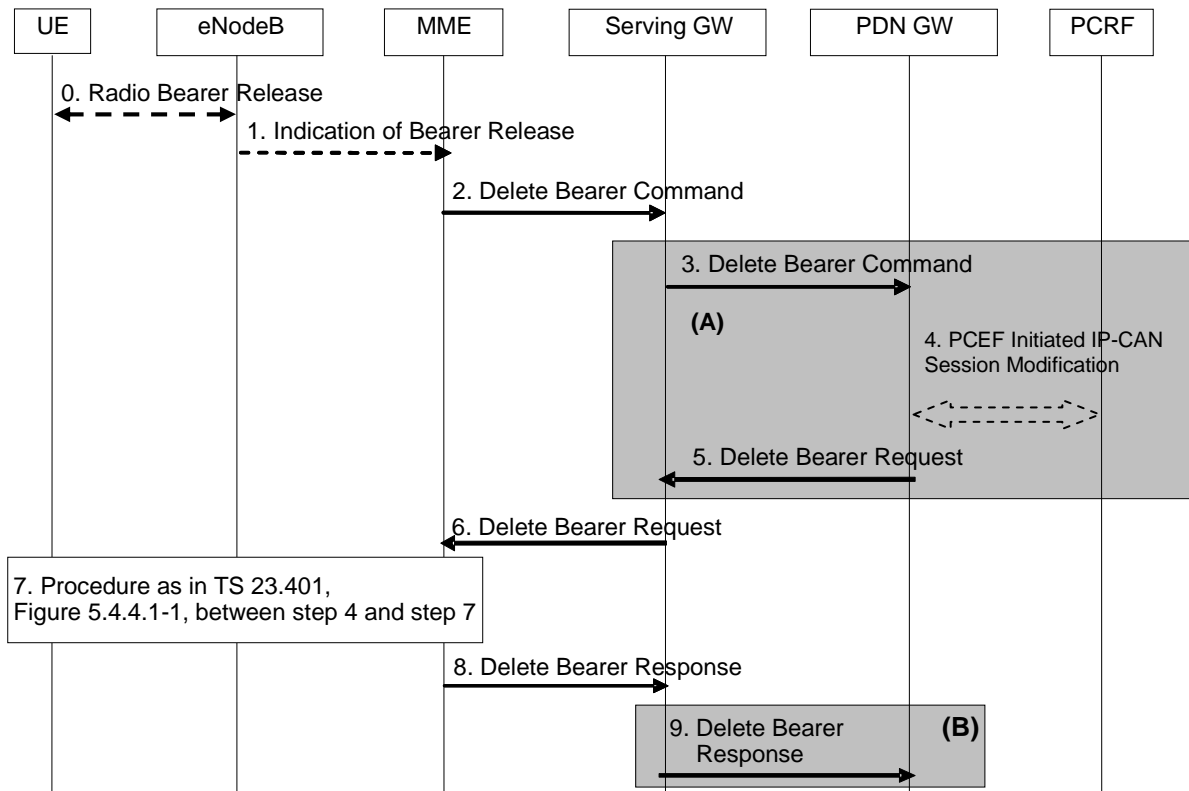 UE
eNodeB
MME
Serving GW
PDN GW
PCRF
0. Radio Bearer Release
1. Indication of Bearer Release
2. Delete Bearer Command
3. Delete Bearer Command
(A)
4. PCEF Initiated IP-CAN
Session Modification
5. Delete Bearer Request
6. Delete Bearer Request
7. Procedure as in TS 23.401,
Figure 5.4.4.1-1, between step 4 and step 7
8. Delete Bearer Response
9. Delete Bearer
Response
(B)